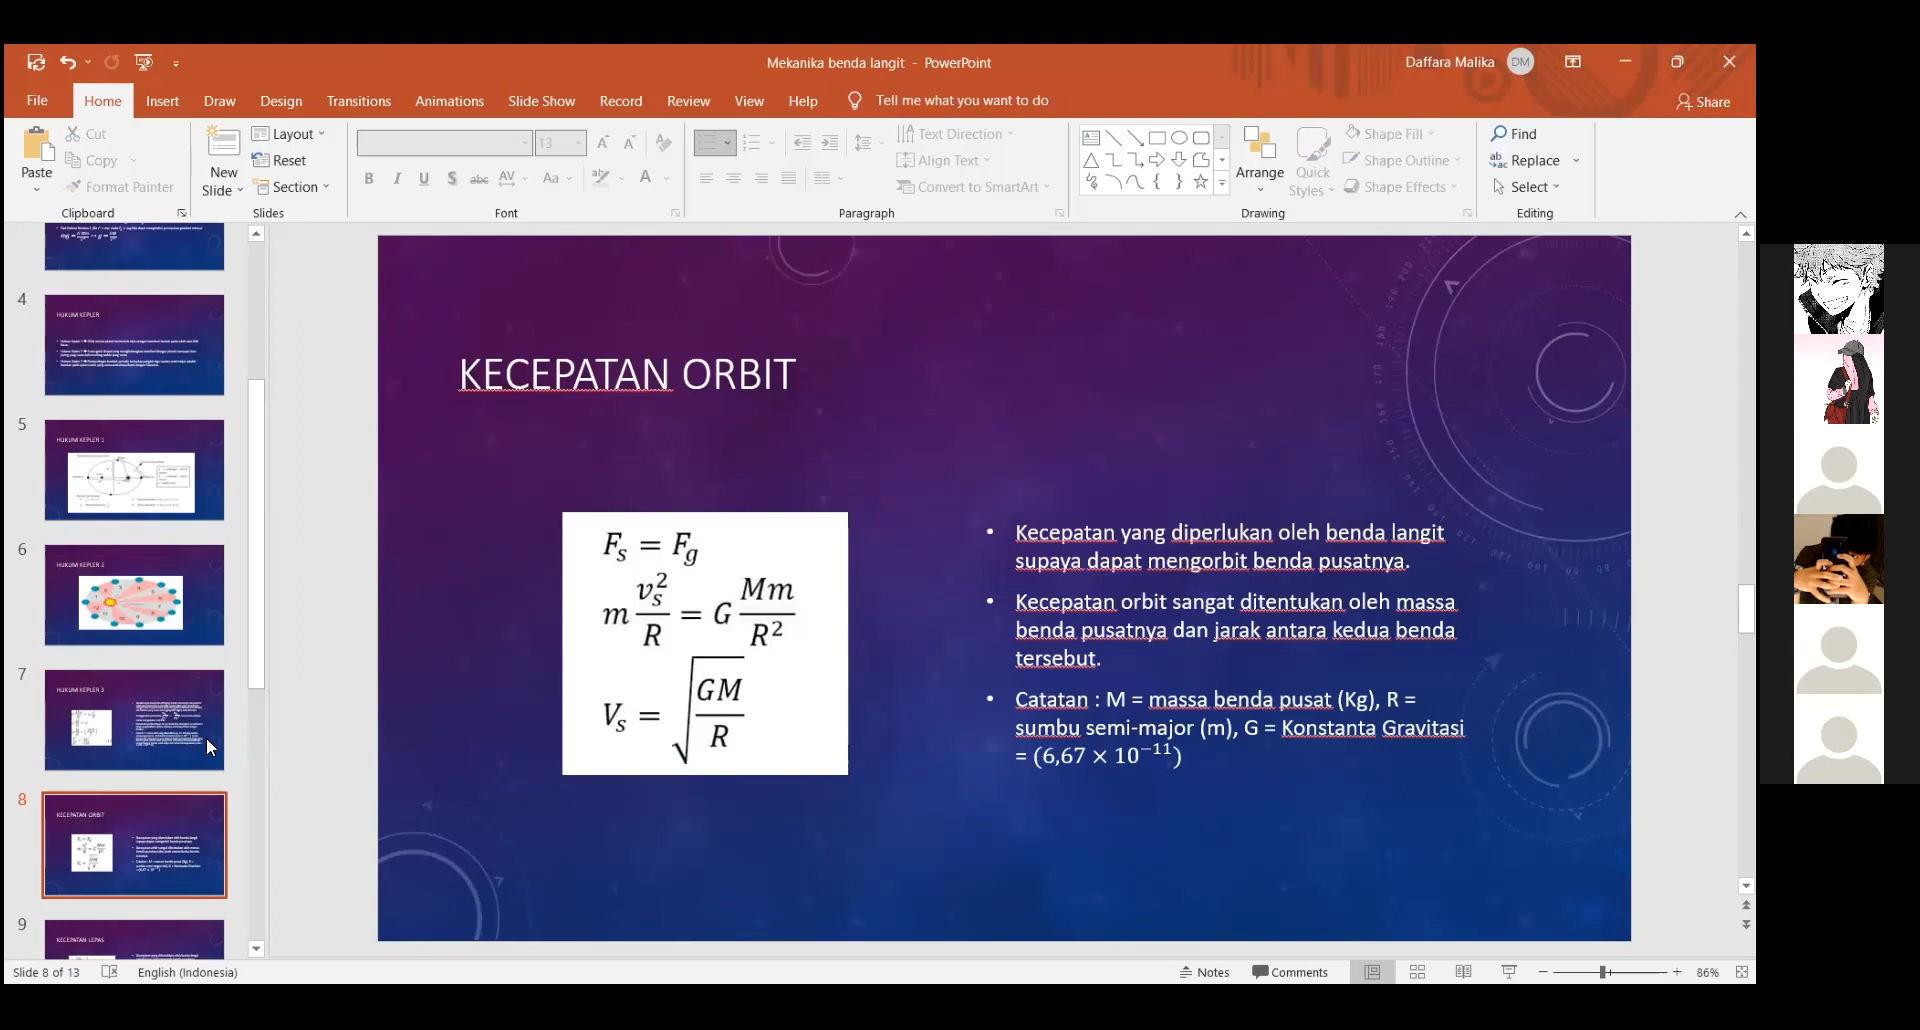 Mekanika benda langit - PowerPoint
Daffara Malika DM
File Home Insert Draw Design Transitions Animations Slide Show Record Review View Help Tell me what you want to do Share
Paste
Cut
Copy
Format Painter
Clipboard
New
Slide
Layout
Reset
Section
Slides
13
Font
Text Direction
Align Text
Convert to SmartArt
Paragraph
Arrange
Quick
Styles
Shape Fill
Shape Outline
Shape Effects
Drawing
Find
Replace
Select
Editing
4
HUKUM KEPLER
5
HUKUM KEPLER 1
6
HUKUM KEPLER 2
7
HUKUM KEPLER 3
8
KECEPATAN ORBIT
9
KECEPATAN LEPAS
KECEPATAN ORBIT
F_s = F_g
m v_s^2/R = G Mm/R^2
V_s = √(GM/R)
• Kecepatan yang diperlukan oleh benda langit
supaya dapat mengorbit benda pusatnya.
• Kecepatan orbit sangat ditentukan oleh massa
benda pusatnya dan jarak antara kedua benda
tersebut.
• Catatan : M = massa benda pusat (Kg), R =
sumbu semi-major (m), G = Konstanta Gravitasi
= (6,67 × 10^−11)
Slide 8 of 13 English (Indonesia) Notes Comments 86%